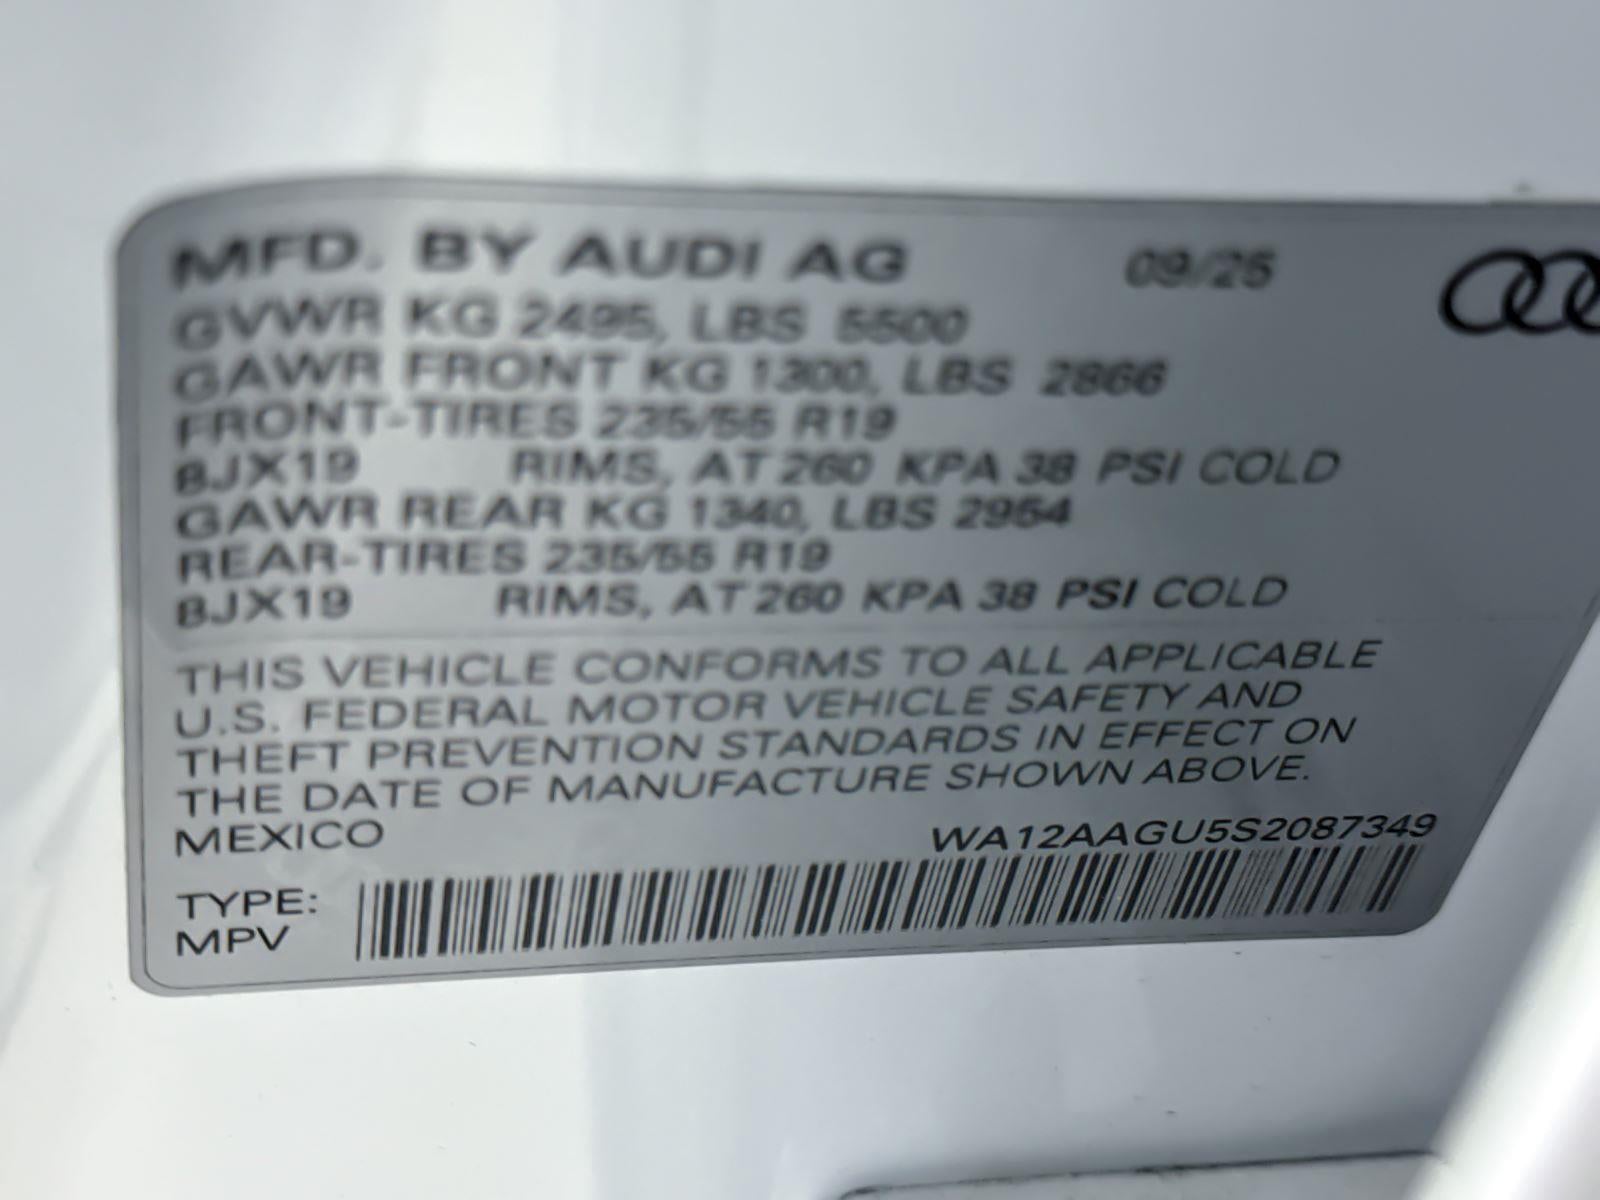 MFD. BY AUDI AG 09/25
GVWR KG 2495, LBS 5500
GAWR FRONT KG 1300, LBS 2866
FRONT-TIRES 235/55 R19
8JX19 RIMS, AT 260 KPA 38 PSI COLD
GAWR REAR KG 1340, LBS 2954
REAR-TIRES 235/55 R19
8JX19 RIMS, AT 260 KPA 38 PSI COLD
THIS VEHICLE CONFORMS TO ALL APPLICABLE
U.S. FEDERAL MOTOR VEHICLE SAFETY AND
THEFT PREVENTION STANDARDS IN EFFECT ON
THE DATE OF MANUFACTURE SHOWN ABOVE.
MEXICO WA12AAGU5S2087349
TYPE:
MPV